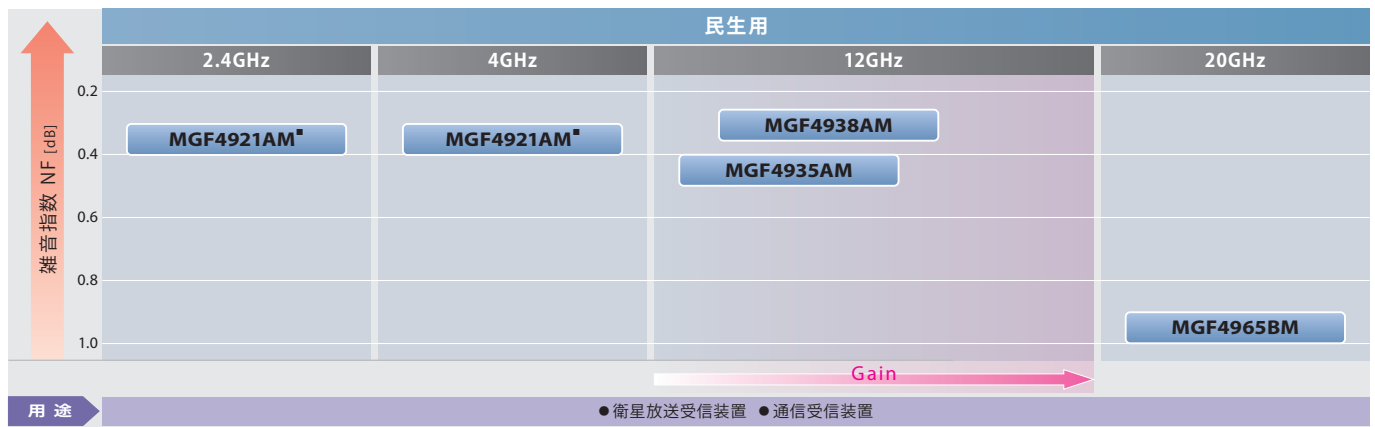 民生用
2.4GHz 4GHz 12GHz 20GHz
雑音指数 NF [dB]
0.2
0.4
0.6
0.8
1.0
MGF4921AM■
MGF4921AM■
MGF4938AM
MGF4935AM
MGF4965BM
Gain
用途
●衛星放送受信装置 ●通信受信装置